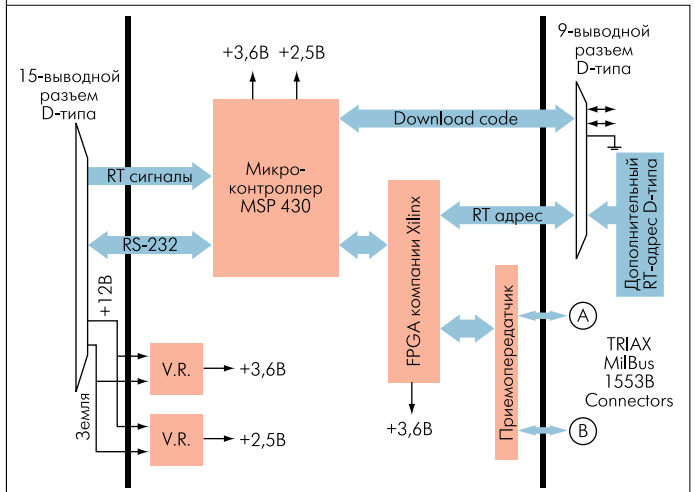 15-выводной
разъем
D-типа
+3,6В
+2,5В
9-выводной
разъем
D-типа
Download code
RT сигналы
Микро-
контроллер
MSP 430
RS-232
FPGA компании Xilinx
RT адрес
Дополнительный
RT-адрес D-типа
+12В
Земля
V.R.
+3,6В
V.R.
+2,5В
+3,6В
Приемопередатчик
A
TRIAX
MilBus
1553B
Connectors
B